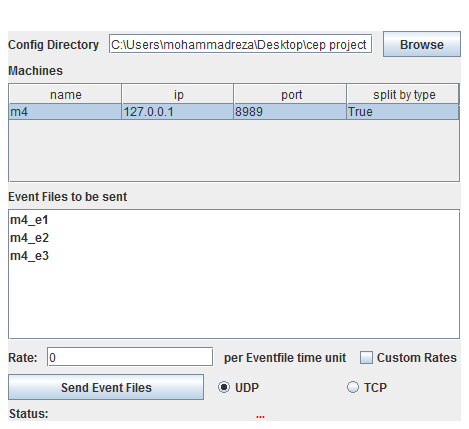 Config Directory C:\Users\mohammadreza\Desktop\cep project Browse
Machines
name ip port split by type
m4 127.0.0.1 8989 True
Event Files to be sent
m4_e1
m4_e2
m4_e3
Rate: 0 per Eventfile time unit Custom Rates
Send Event Files UDP TCP
Status: ...